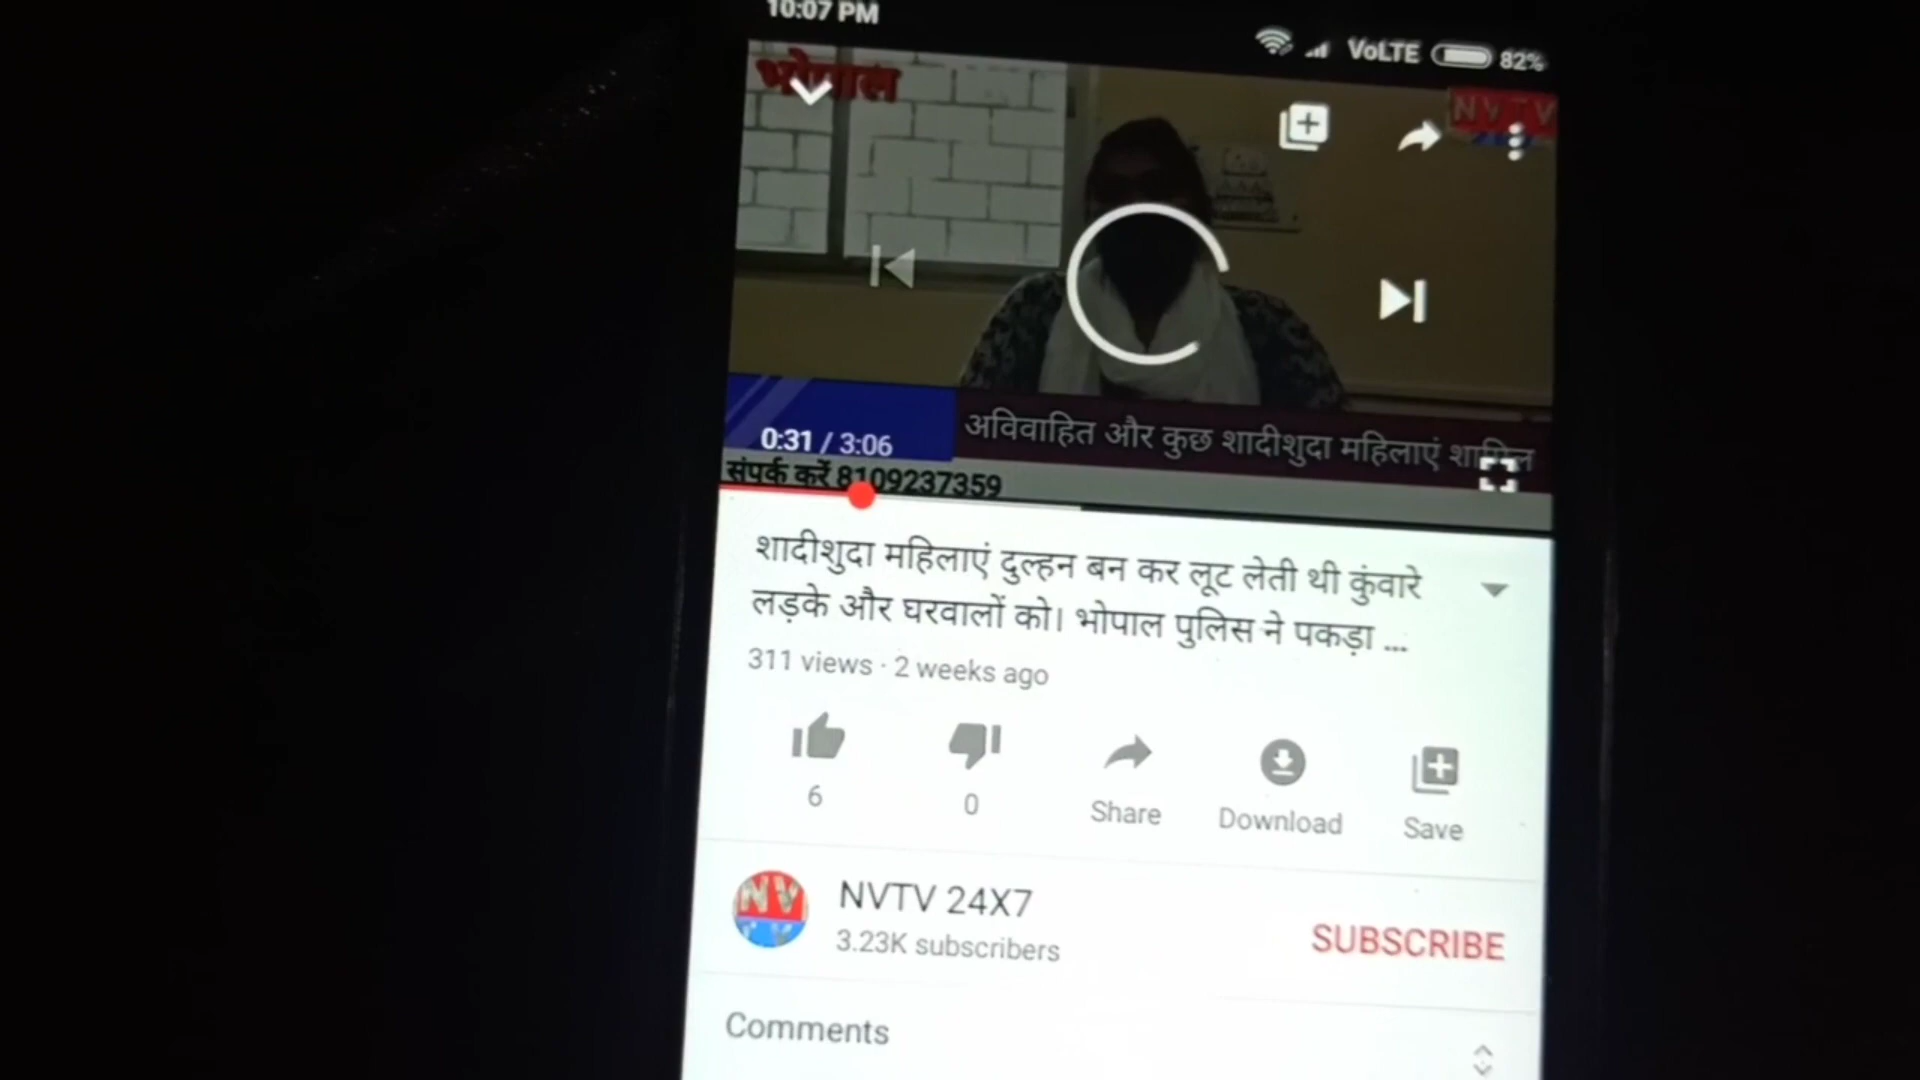 10:07 PM
VoLTE 82%
भोपाल
NVTV
अविवाहित और कुछ शादीशुदा महिलाएं शामिल
0:31 / 3:06
संपर्क करें 8109237359
शादीशुदा महिलाएं दुल्हन बन कर लूट लेती थी कुंवारे
लड़के और घरवालों को। भोपाल पुलिस ने पकड़ा ...
311 views · 2 weeks ago
6
0
Share
Download
Save
NV
NVTV 24X7
3.23K subscribers
SUBSCRIBE
Comments